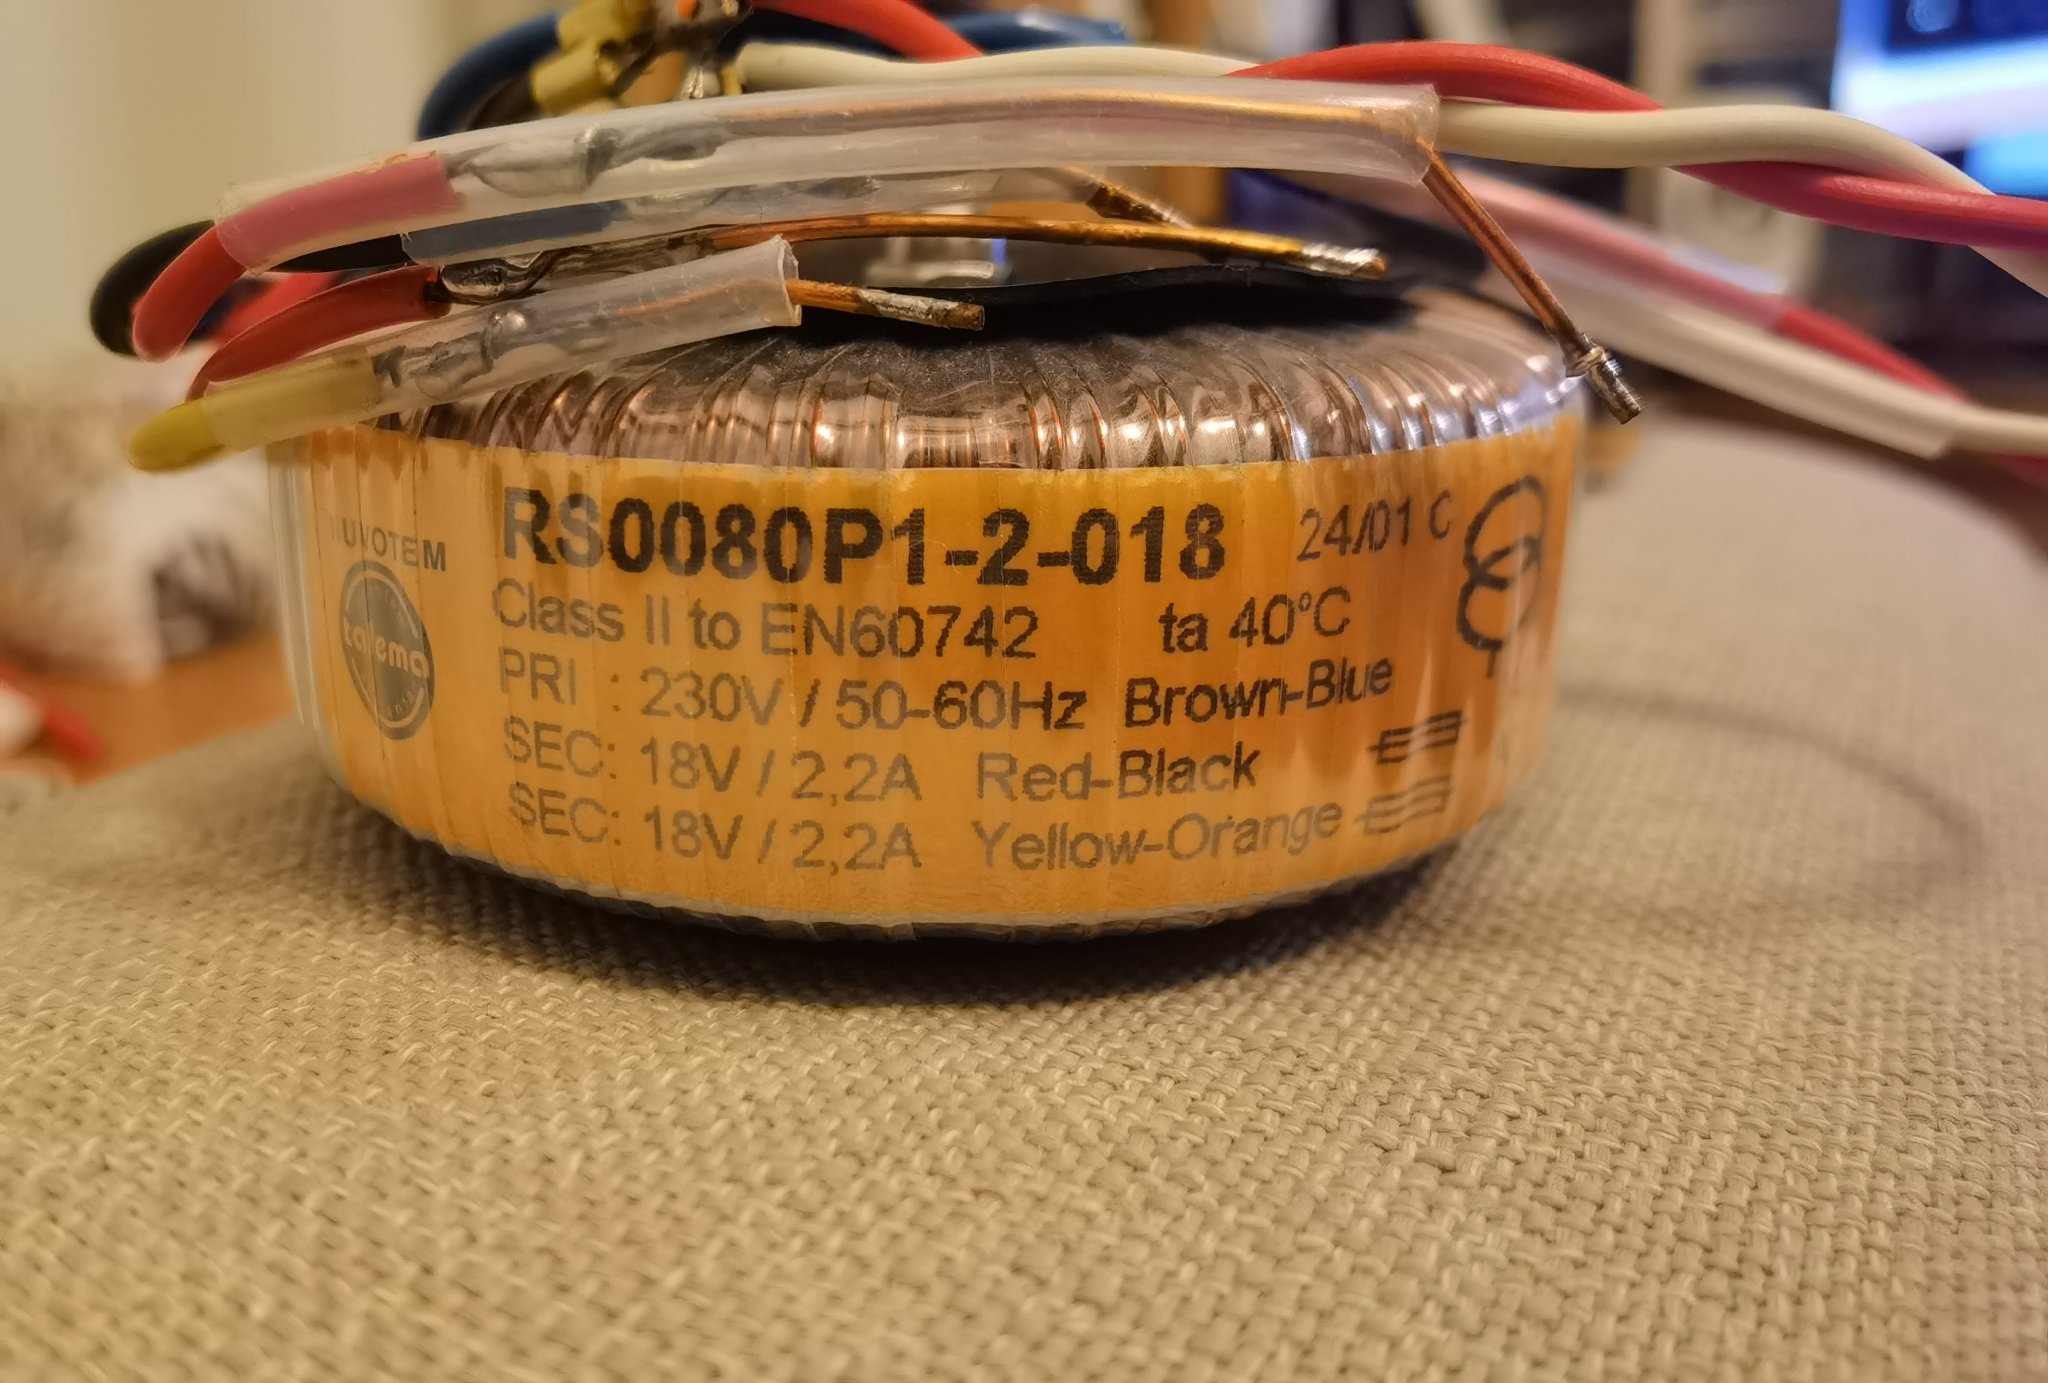 talema
RS0080P1-2-018 24/01 C
Class II to EN60742 ta 40°C
PRI : 230V / 50-60Hz Brown-Blue
SEC: 18V / 2,2A Red-Black
SEC: 18V / 2,2A Yellow-Orange